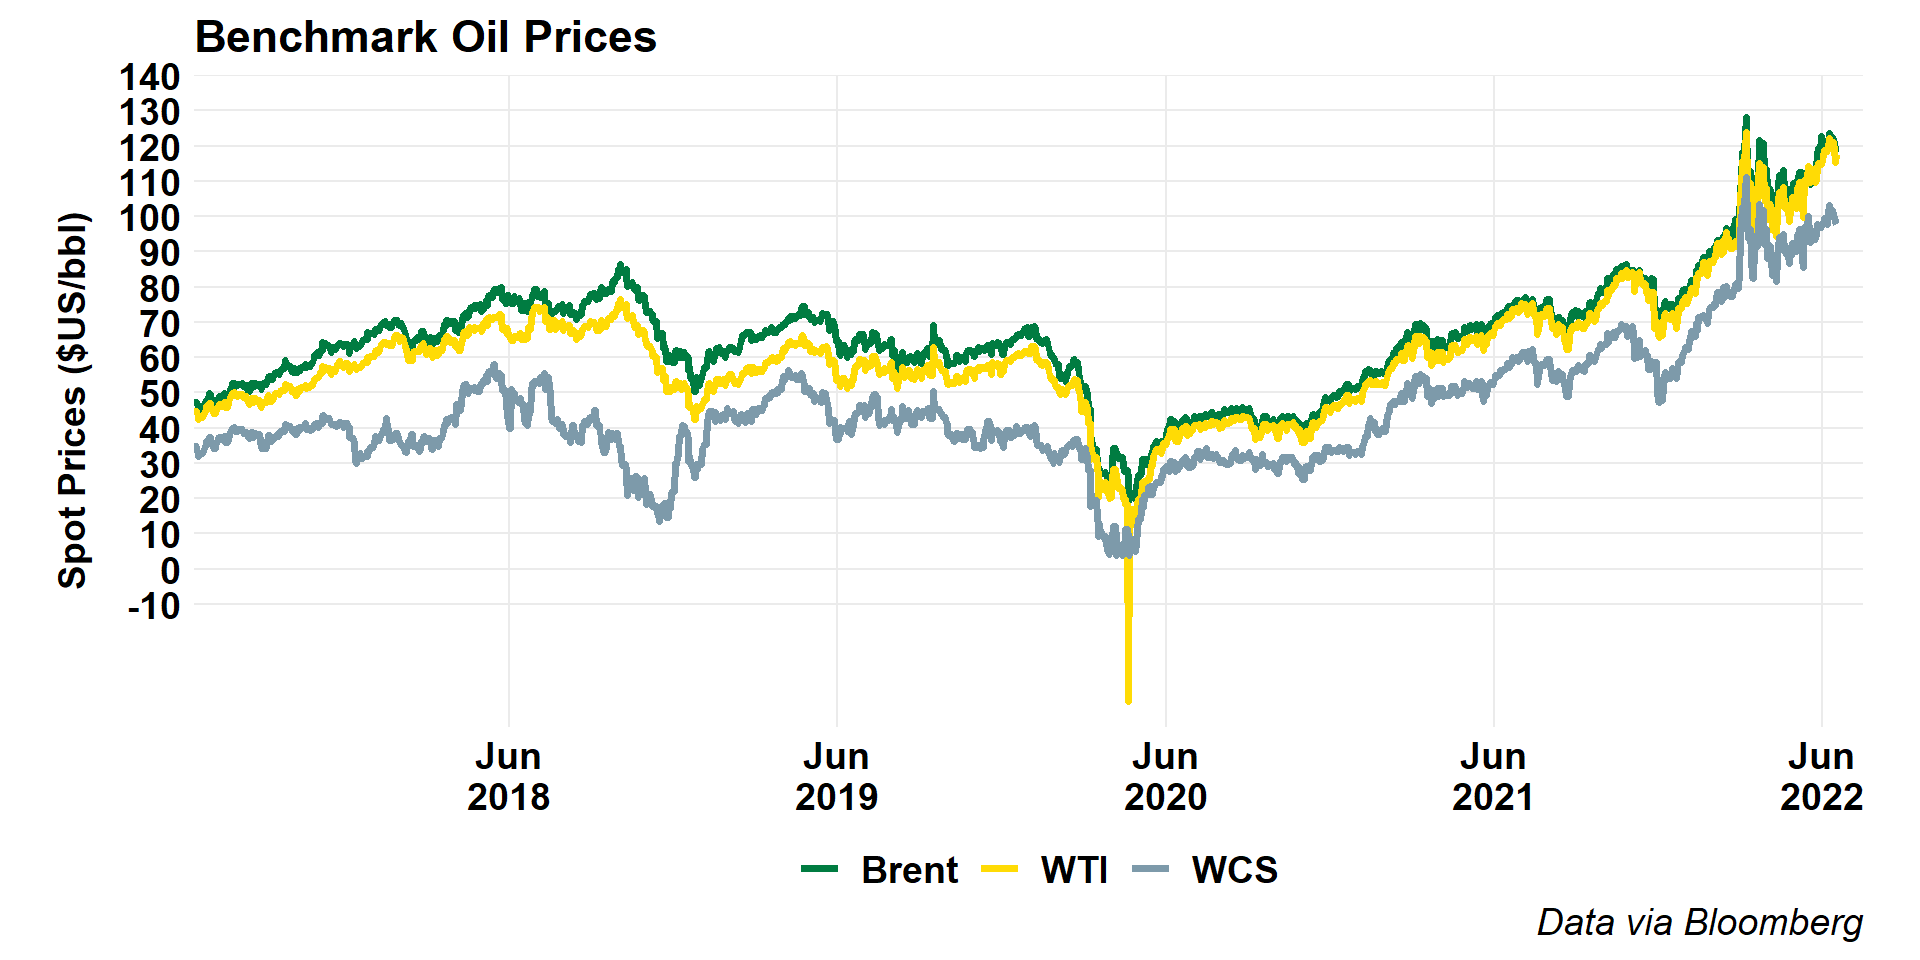 Benchmark Oil Prices
Spot Prices ($US/bbl)
140
130
120
110
100
90
80
70
60
50
40
30
20
10
0
-10
Jun
2018
Jun
2019
Jun
2020
Jun
2021
Jun
2022
Brent
WTI
WCS
Data via Bloomberg